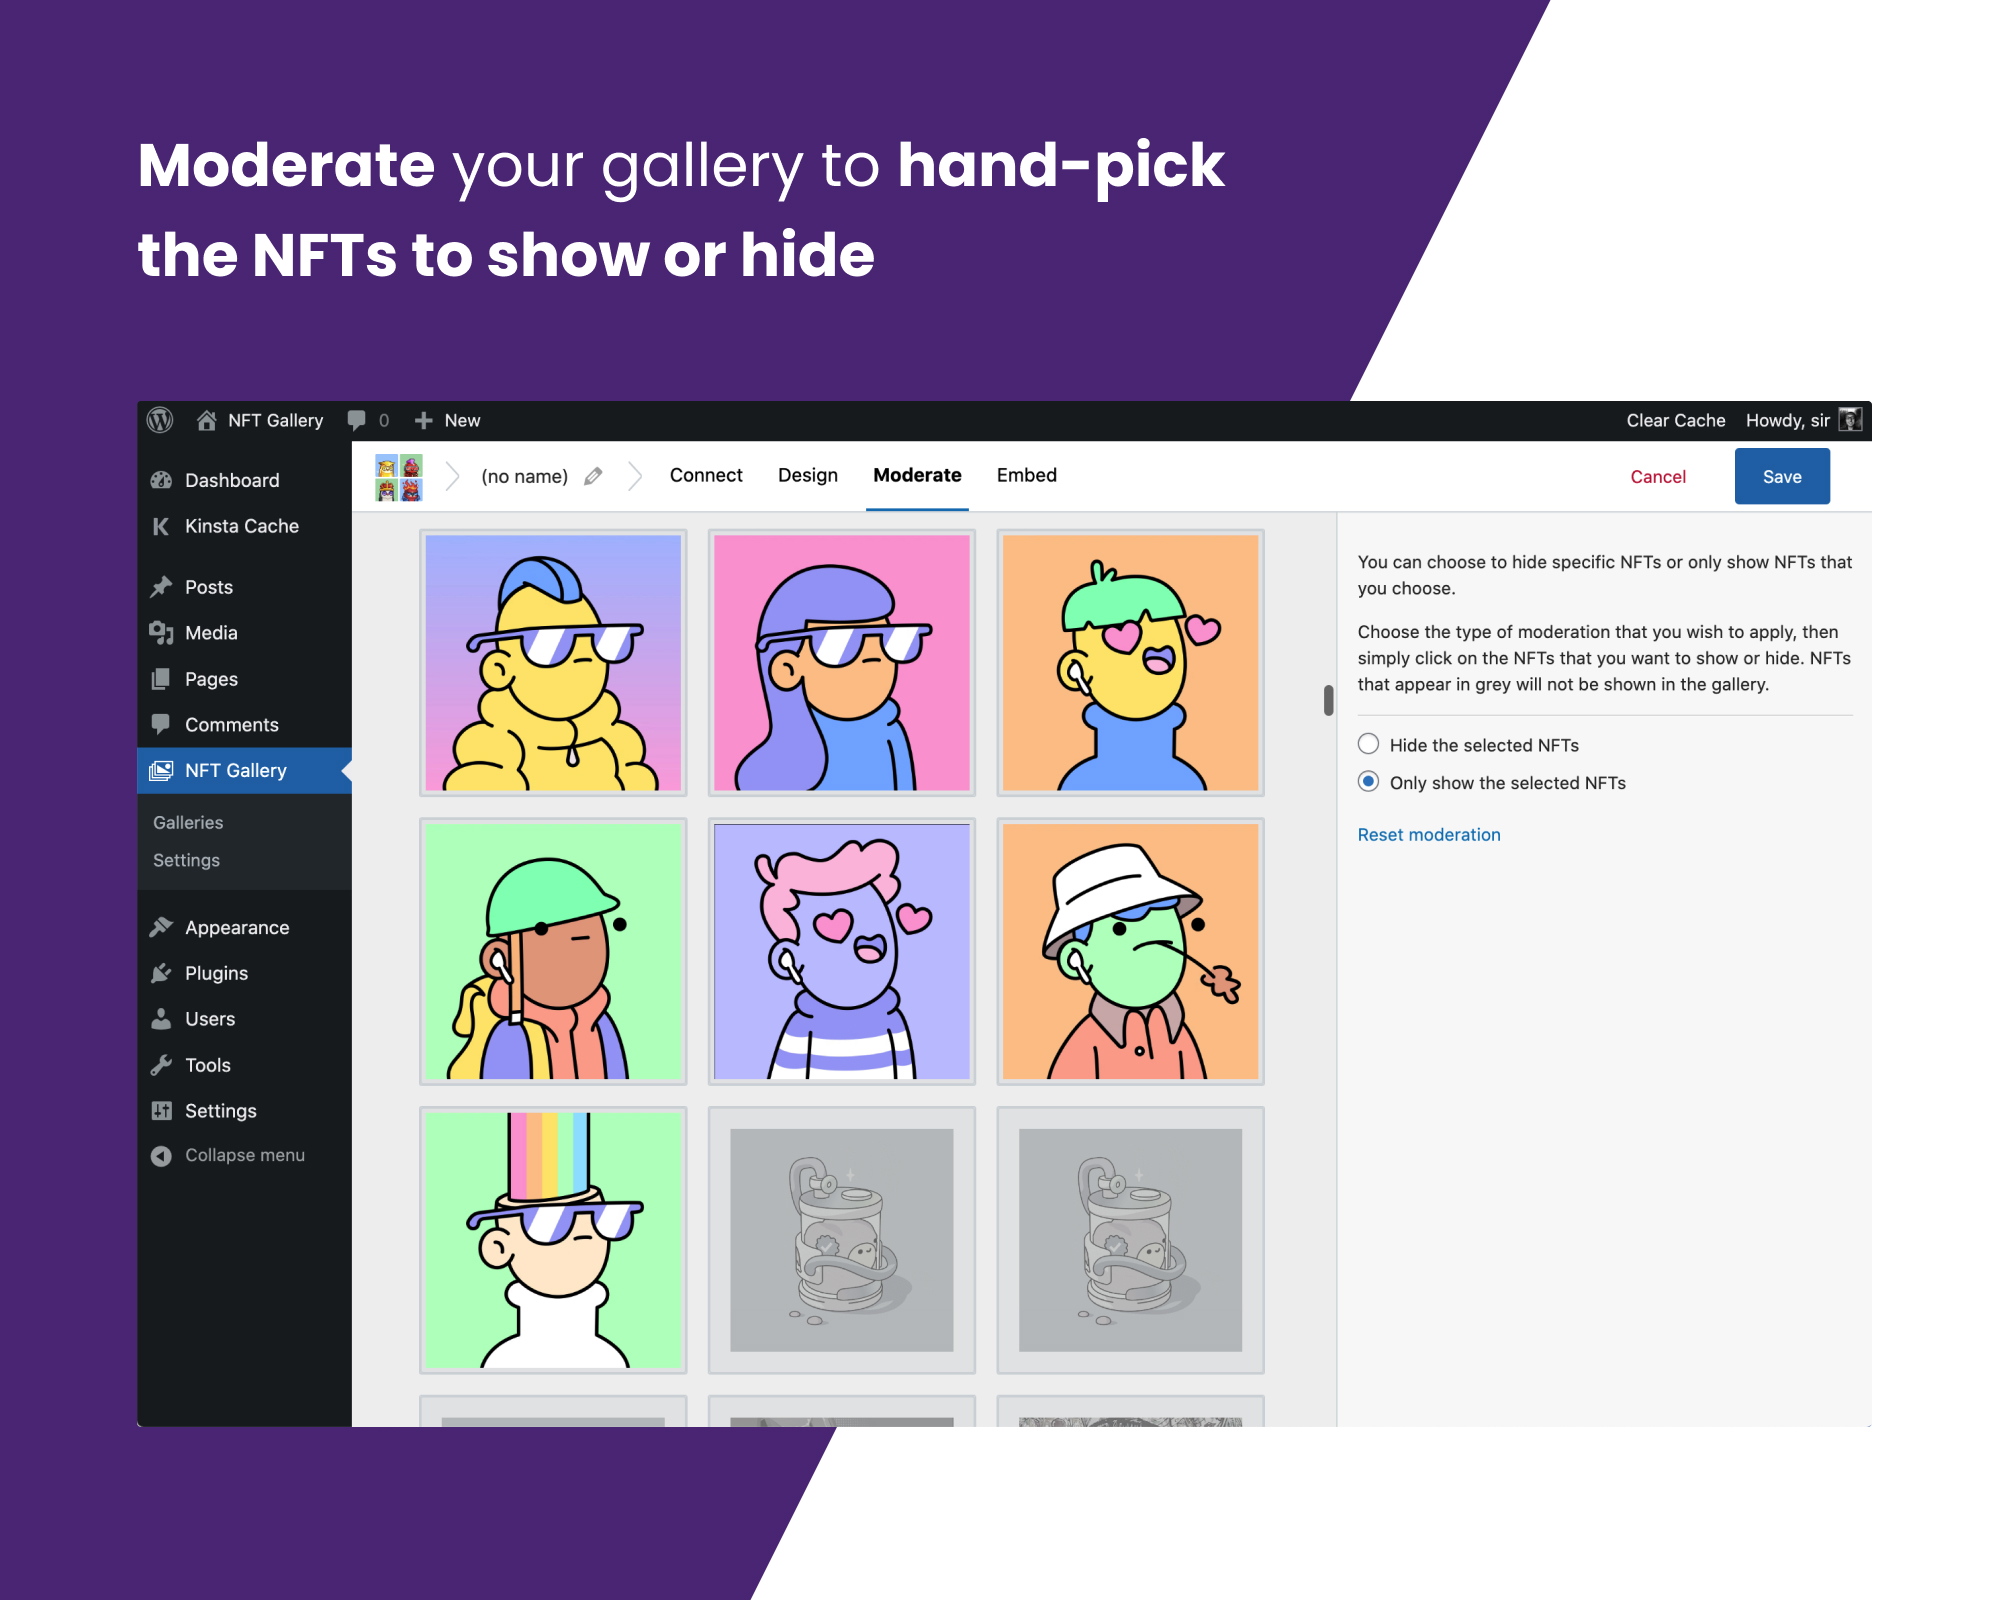 Moderate your gallery to hand-pick
the NFTs to show or hide
NFT Gallery 0 New Clear Cache Howdy, sir
Dashboard
Kinsta Cache
Posts
Media
Pages
Comments
NFT Gallery
Galleries
Settings
Appearance
Plugins
Users
Tools
Settings
Collapse menu
(no name) Connect Design Moderate Embed Cancel Save
You can choose to hide specific NFTs or only show NFTs that
you choose.
Choose the type of moderation that you wish to apply, then
simply click on the NFTs that you want to show or hide. NFTs
that appear in grey will not be shown in the gallery.
Hide the selected NFTs
Only show the selected NFTs
Reset moderation